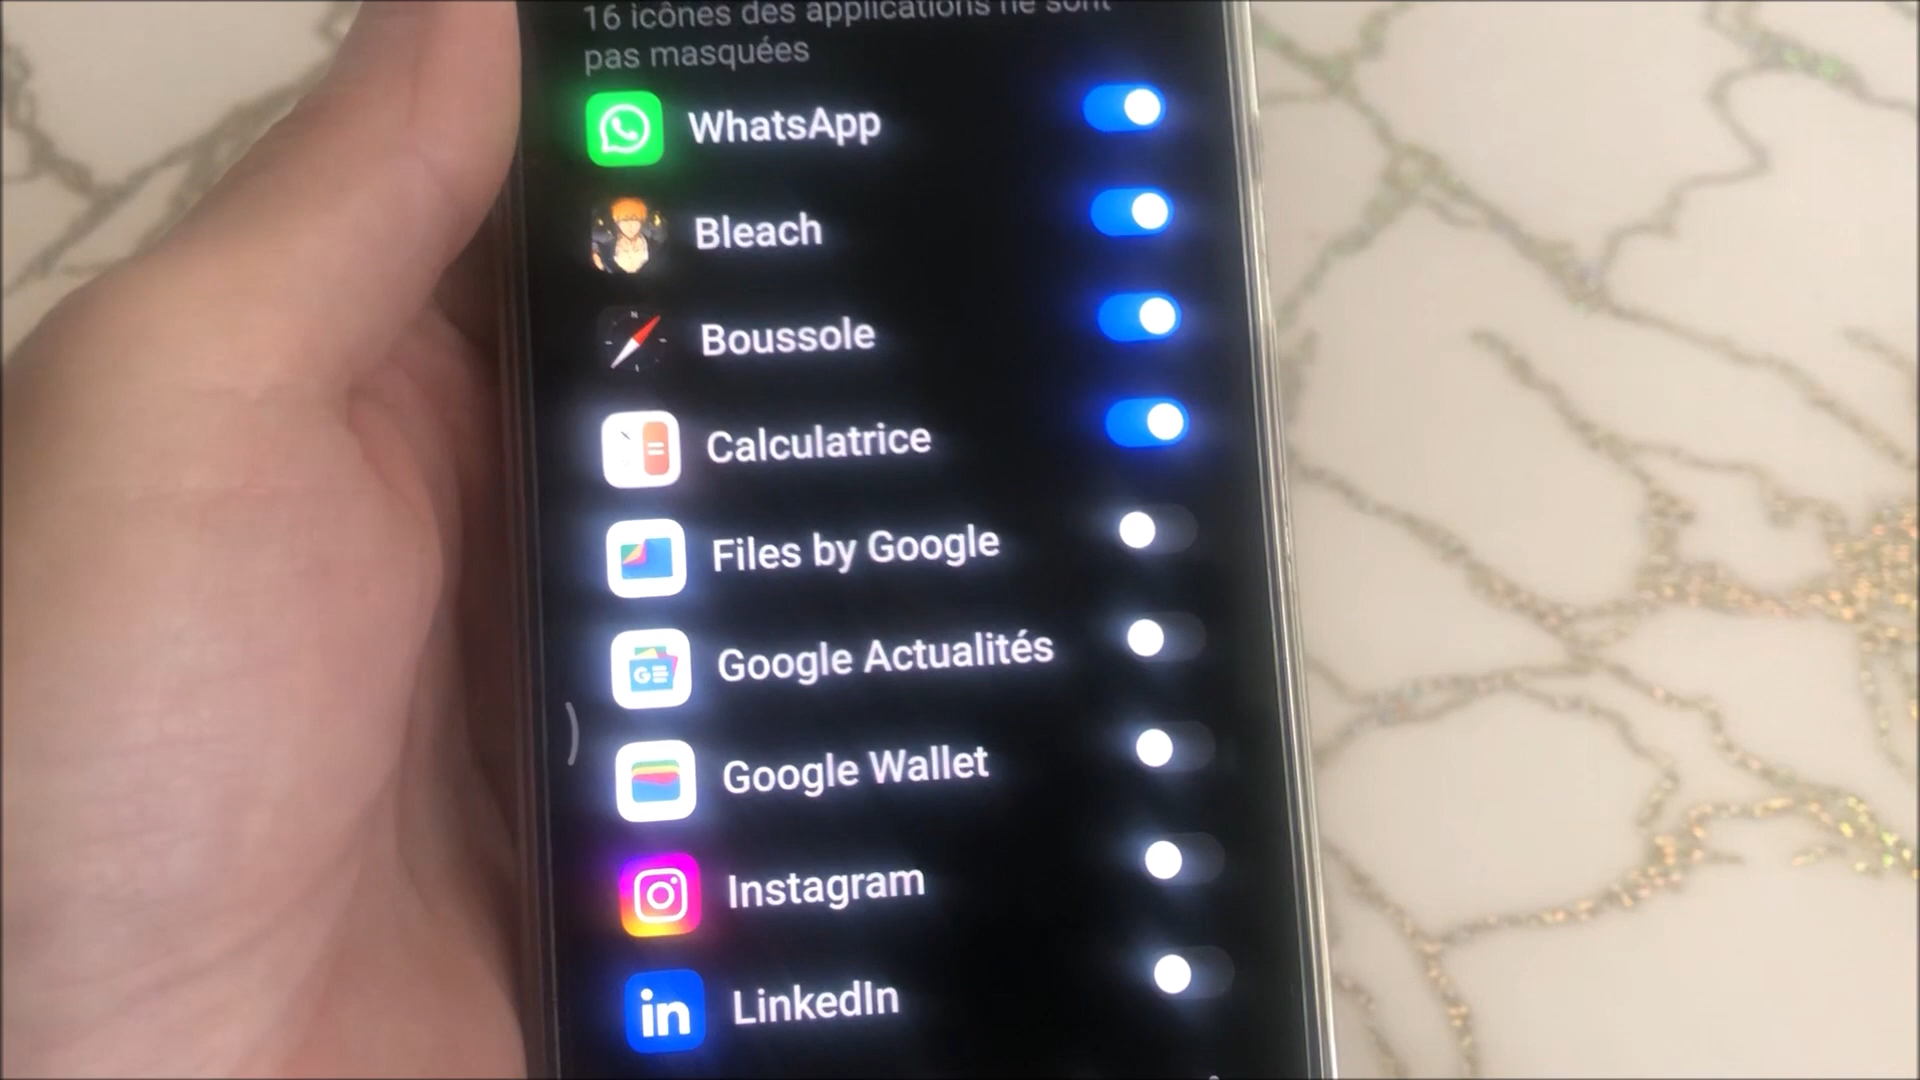 16 icônes des applications ne sont
pas masquées
WhatsApp
Bleach
Boussole
Calculatrice
Files by Google
Google Actualités
Google Wallet
Instagram
in LinkedIn